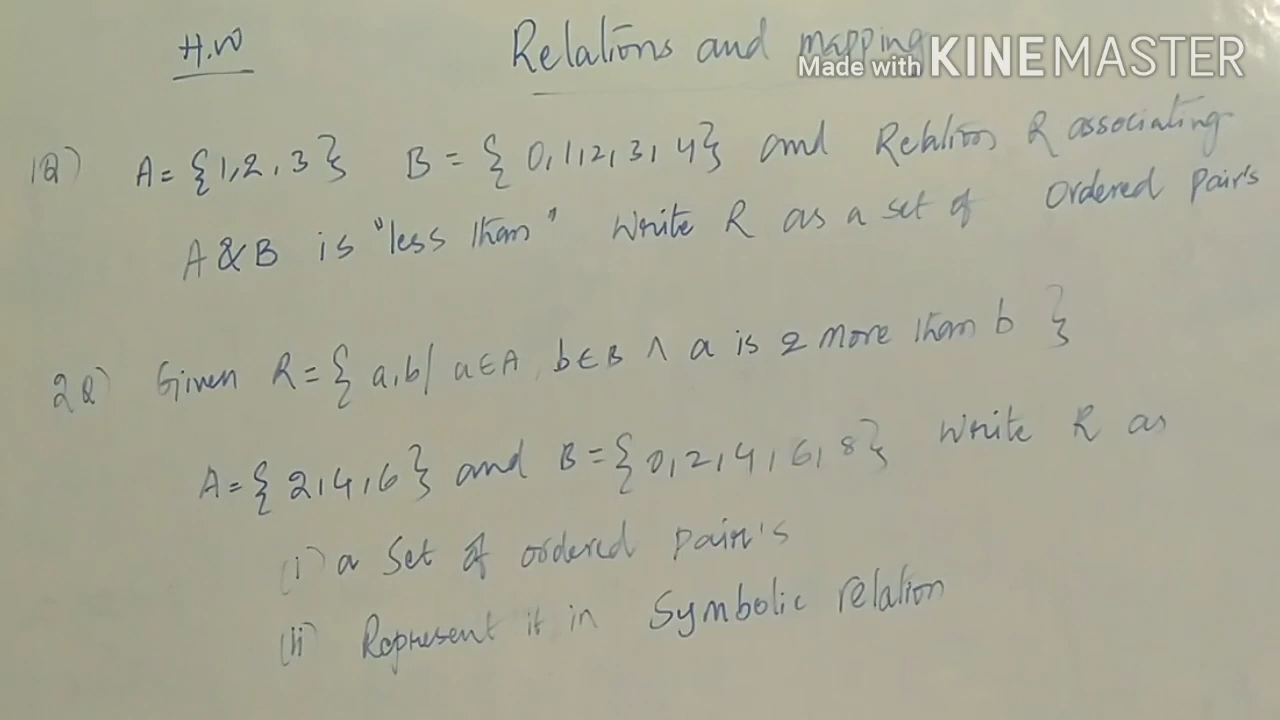 H.W Relations and mapping
Made with KINEMASTER
1Q) A = {1,2,3} B = {0,1,2,3,4} and Relation R associating
A & B is "less than" Write R as a set of Ordered Pair's
2Q) Given R = { a,b / a∈A, b∈B ∧ a is 2 more than b }
A = {2,4,6} and B = {0,2,4,6,8} Write R as
(i) a Set of ordered pair's
(ii) Represent it in Symbolic relation